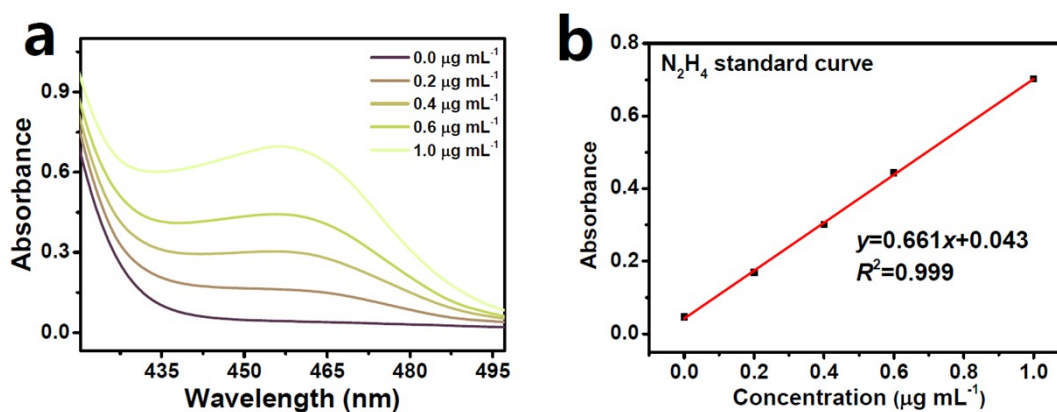 a
0.0 μg mL⁻¹
0.2 μg mL⁻¹
0.4 μg mL⁻¹
0.6 μg mL⁻¹
1.0 μg mL⁻¹
Absorbance
0.9
0.6
0.3
0.0
435 450 465 480 495
Wavelength (nm)
b
N₂H₄ standard curve
y=0.661x+0.043
R²=0.999
Absorbance
0.8
0.6
0.4
0.2
0.0
0.0 0.2 0.4 0.6 0.8 1.0
Concentration (μg mL⁻¹)